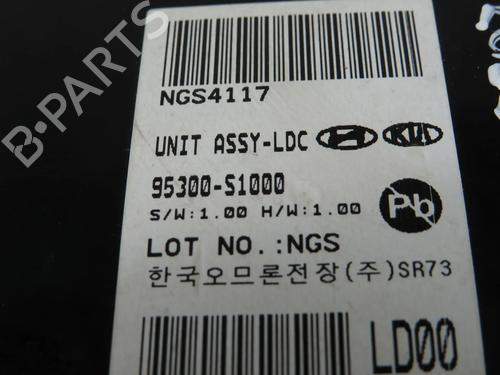 B-PARTS
NGS4117
UNIT ASSY-LDC KIA
95300-S1000
S/W:1.00 H/W:1.00
Pb
LOT NO.:NGS
한국오므론전장(주)SR73
LD00